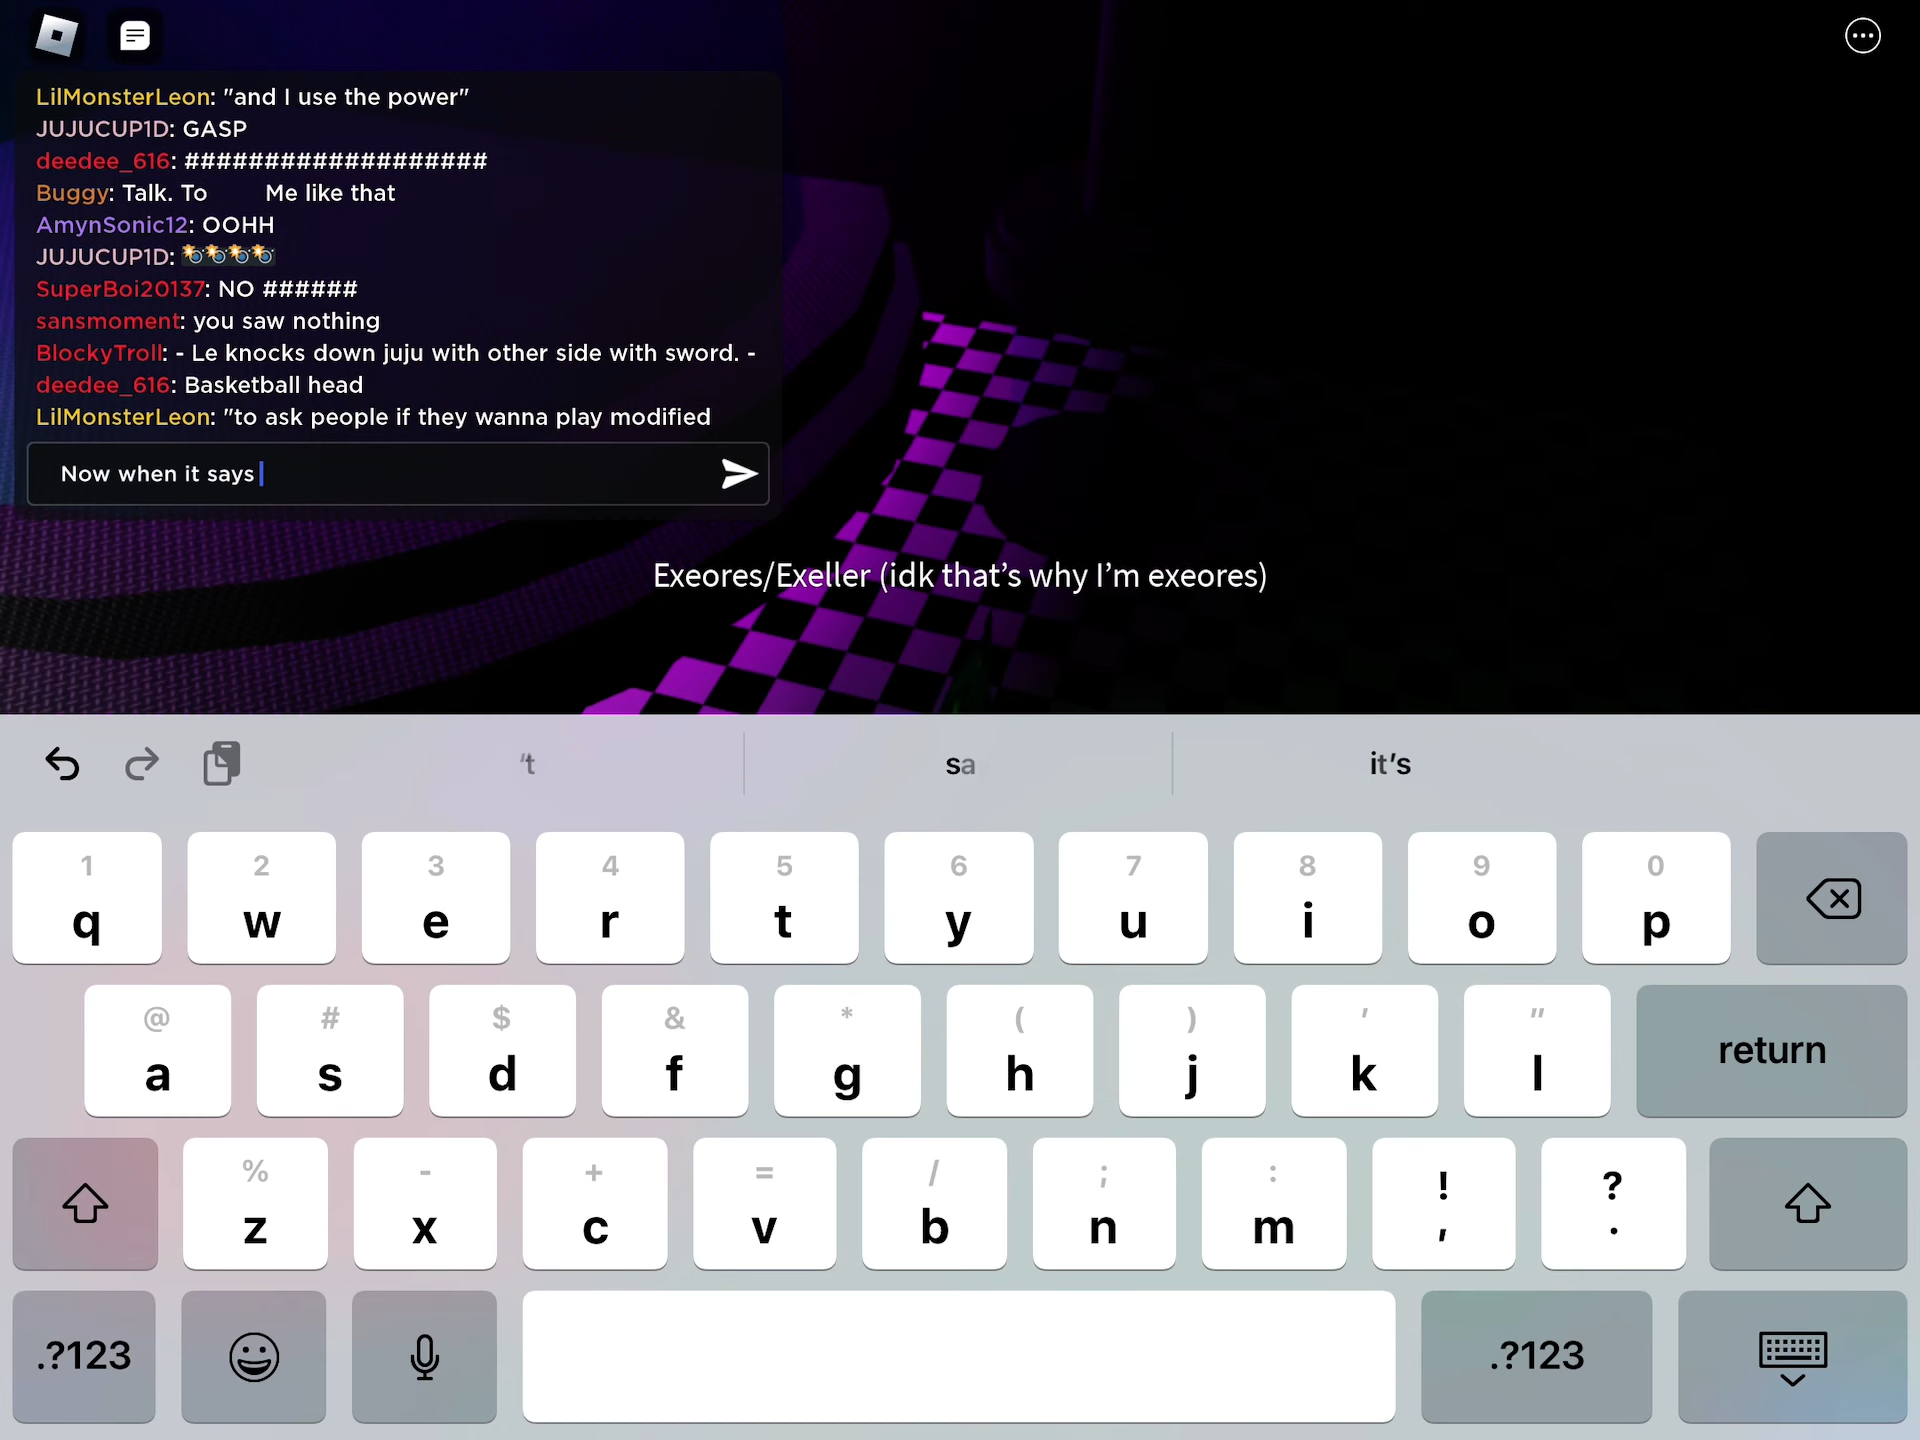 LilMonsterLeon: "and I use the power"
JUJUCUP1D: GASP
deedee_616: ###################
Buggy: Talk. To Me like that
AmynSonic12: OOHH
JUJUCUP1D: 💣💣💣💣
SuperBoi20137: NO ######
sansmoment: you saw nothing
BlockyTroll: - Le knocks down juju with other side with sword. -
deedee_616: Basketball head
LilMonsterLeon: "to ask people if they wanna play modified
Now when it says
Exeores/Exeller (idk that's why I'm exeores)
't sa it's
1 2 3 4 5 6 7 8 9 0
q w e r t y u i o p
@ # $ & * ( ) ' "
a s d f g h j k l return
% - + = / ; : ! ?
z x c v b n m , .
.?123 .?123